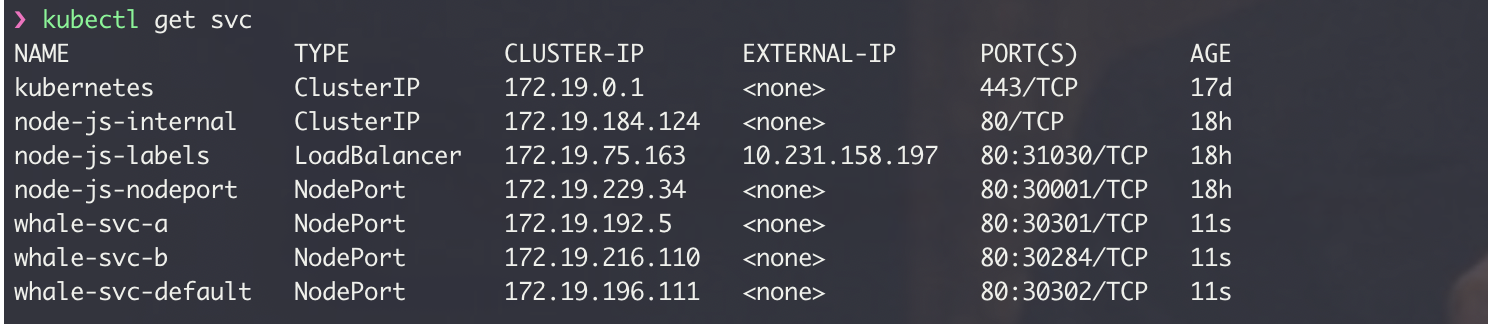 ❯ kubectl get svc
NAME TYPE CLUSTER-IP EXTERNAL-IP PORT(S) AGE
kubernetes ClusterIP 172.19.0.1 <none> 443/TCP 17d
node-js-internal ClusterIP 172.19.184.124 <none> 80/TCP 18h
node-js-labels LoadBalancer 172.19.75.163 10.231.158.197 80:31030/TCP 18h
node-js-nodeport NodePort 172.19.229.34 <none> 80:30001/TCP 18h
whale-svc-a NodePort 172.19.192.5 <none> 80:30301/TCP 11s
whale-svc-b NodePort 172.19.216.110 <none> 80:30284/TCP 11s
whale-svc-default NodePort 172.19.196.111 <none> 80:30302/TCP 11s